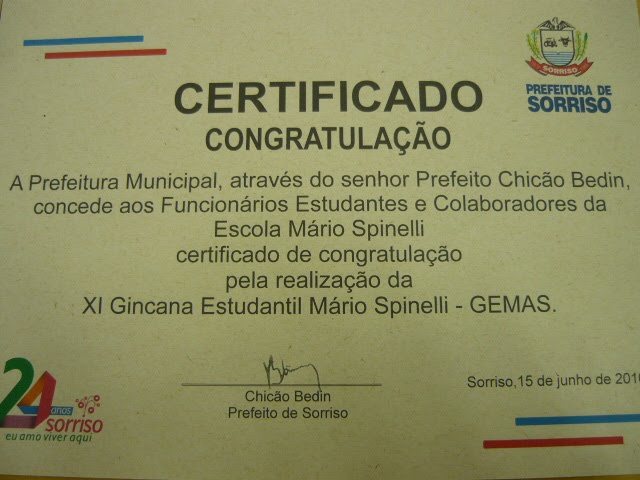 SORRISO
PREFEITURA DE
SORRISO
CERTIFICADO
CONGRATULAÇÃO
A Prefeitura Municipal, através do senhor Prefeito Chicão Bedin,
concede aos Funcionários Estudantes e Colaboradores da
Escola Mário Spinelli
certificado de congratulação
pela realização da
XI Gincana Estudantil Mário Spinelli - GEMAS.
Chicão Bedin
Prefeito de Sorriso
Sorriso,15 de junho de 2010
24
anos
sorriso
eu amo viver aqui